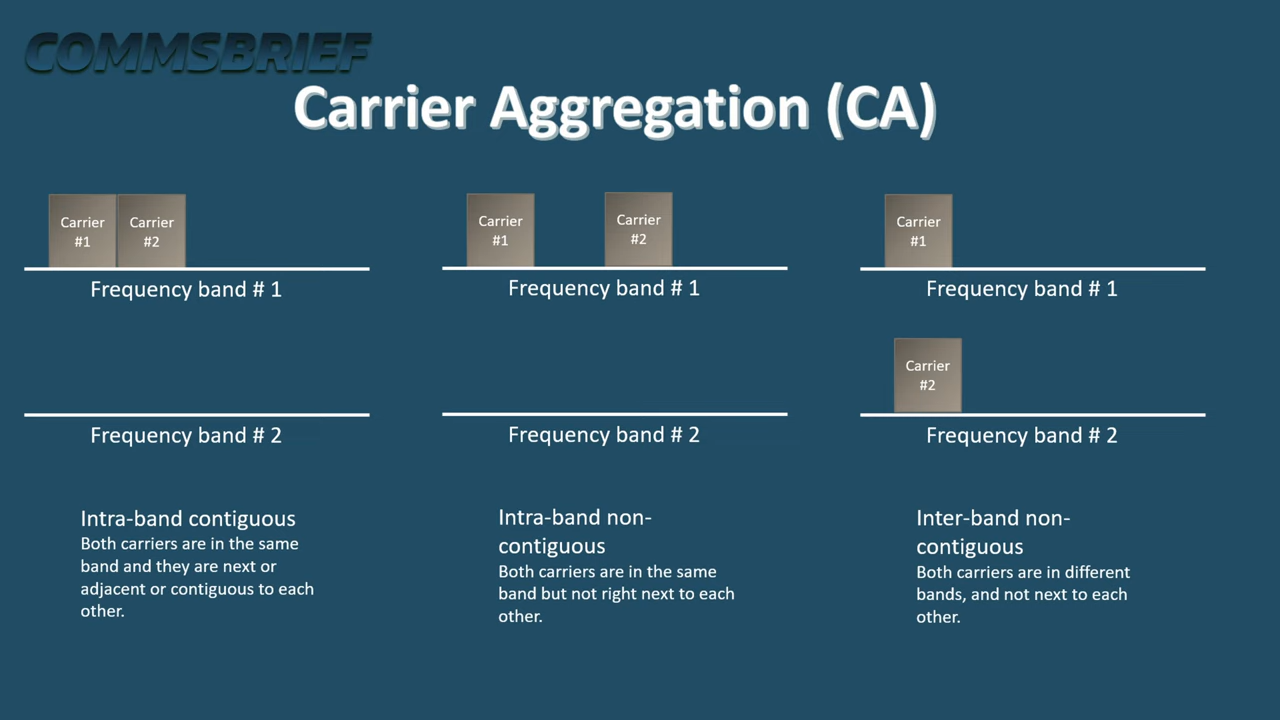 COMMSBRIEF
Carrier Aggregation (CA)
Carrier
#1
Carrier
#2
Frequency band # 1
Frequency band # 2
Intra-band contiguous
Both carriers are in the same
band and they are next or
adjacent or contiguous to each
other.
Carrier
#1
Carrier
#2
Frequency band # 1
Frequency band # 2
Intra-band non-
contiguous
Both carriers are in the same
band but not right next to each
other.
Carrier
#1
Frequency band # 1
Carrier
#2
Frequency band # 2
Inter-band non-
contiguous
Both carriers are in different
bands, and not next to each
other.